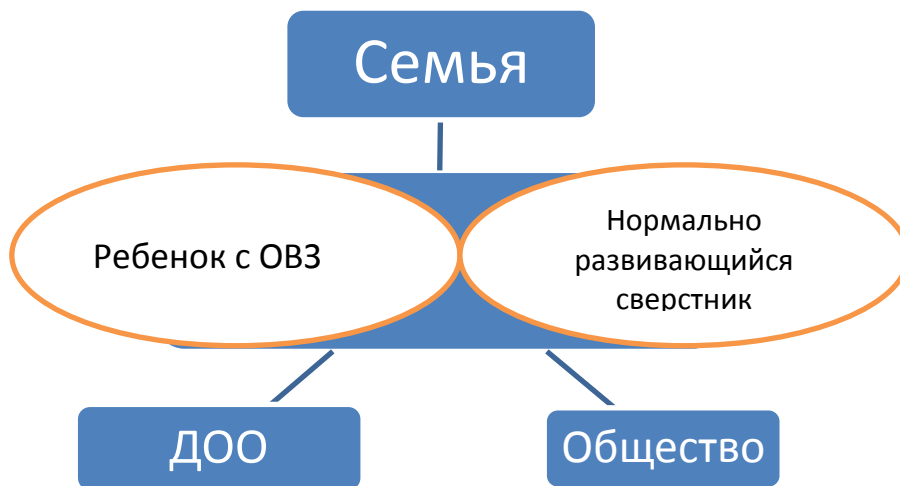 Семья
Ребенок с ОВЗ
Нормально
развивающийся
сверстник
ДОО
Общество